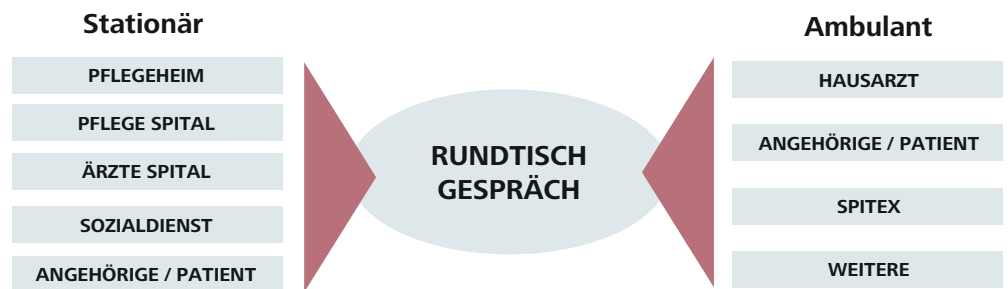 Stationär
PFLEGEHEIM
PFLEGE SPITAL
ÄRZTE SPITAL
SOZIALDIENST
ANGEHÖRIGE / PATIENT
RUNDTISCH
GESPRÄCH
Ambulant
HAUSARZT
ANGEHÖRIGE / PATIENT
SPITEX
WEITERE